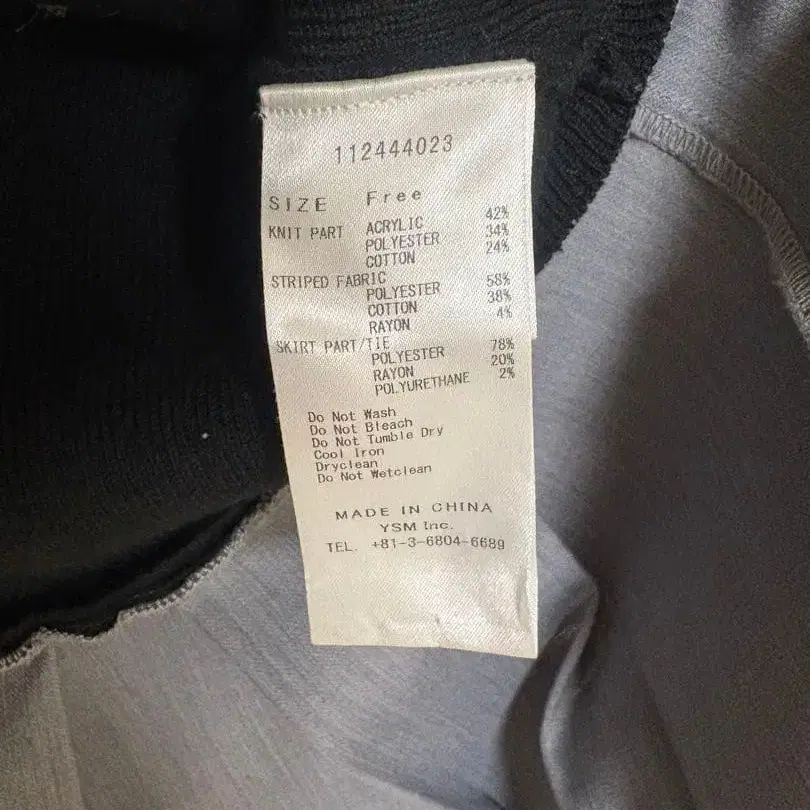 112444023
SIZE Free
KNIT PART ACRYLIC 42%
POLYESTER 34%
COTTON 24%
STRIPED FABRIC
POLYESTER 58%
COTTON 38%
RAYON 4%
SKIRT PART/TIE
POLYESTER 78%
RAYON 20%
POLYURETHANE 2%
Do Not Wash
Do Not Bleach
Do Not Tumble Dry
Cool Iron
Dryclean
Do Not Wetclean
MADE IN CHINA
YSM Inc.
TEL. +81-3-6804-6689